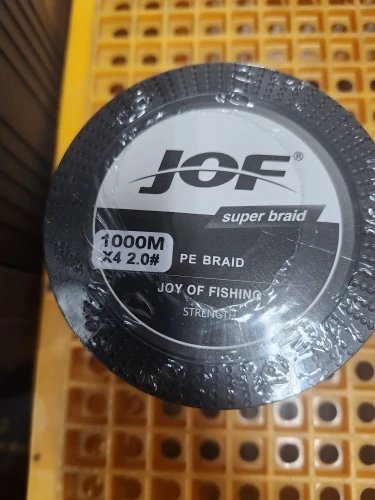 JOF®
super braid
1000M
X4 2.0#
PE BRAID
JOY OF FISHING
STRENGTH